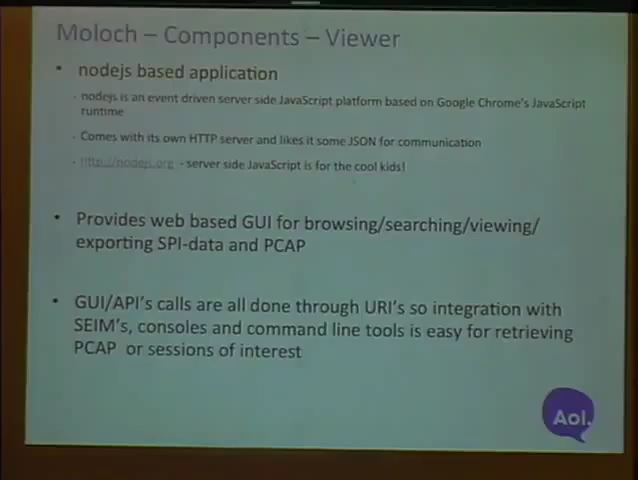 Moloch – Components – Viewer
• nodejs based application
- nodejs is an event driven server side JavaScript platform based on Google Chrome's JavaScript
runtime
- Comes with its own HTTP server and likes it some JSON for communication
- http://nodejs.org - server side JavaScript is for the cool kids!
• Provides web based GUI for browsing/searching/viewing/
exporting SPI-data and PCAP
• GUI/API's calls are all done through URI's so integration with
SEIM's, consoles and command line tools is easy for retrieving
PCAP or sessions of interest
Aol.